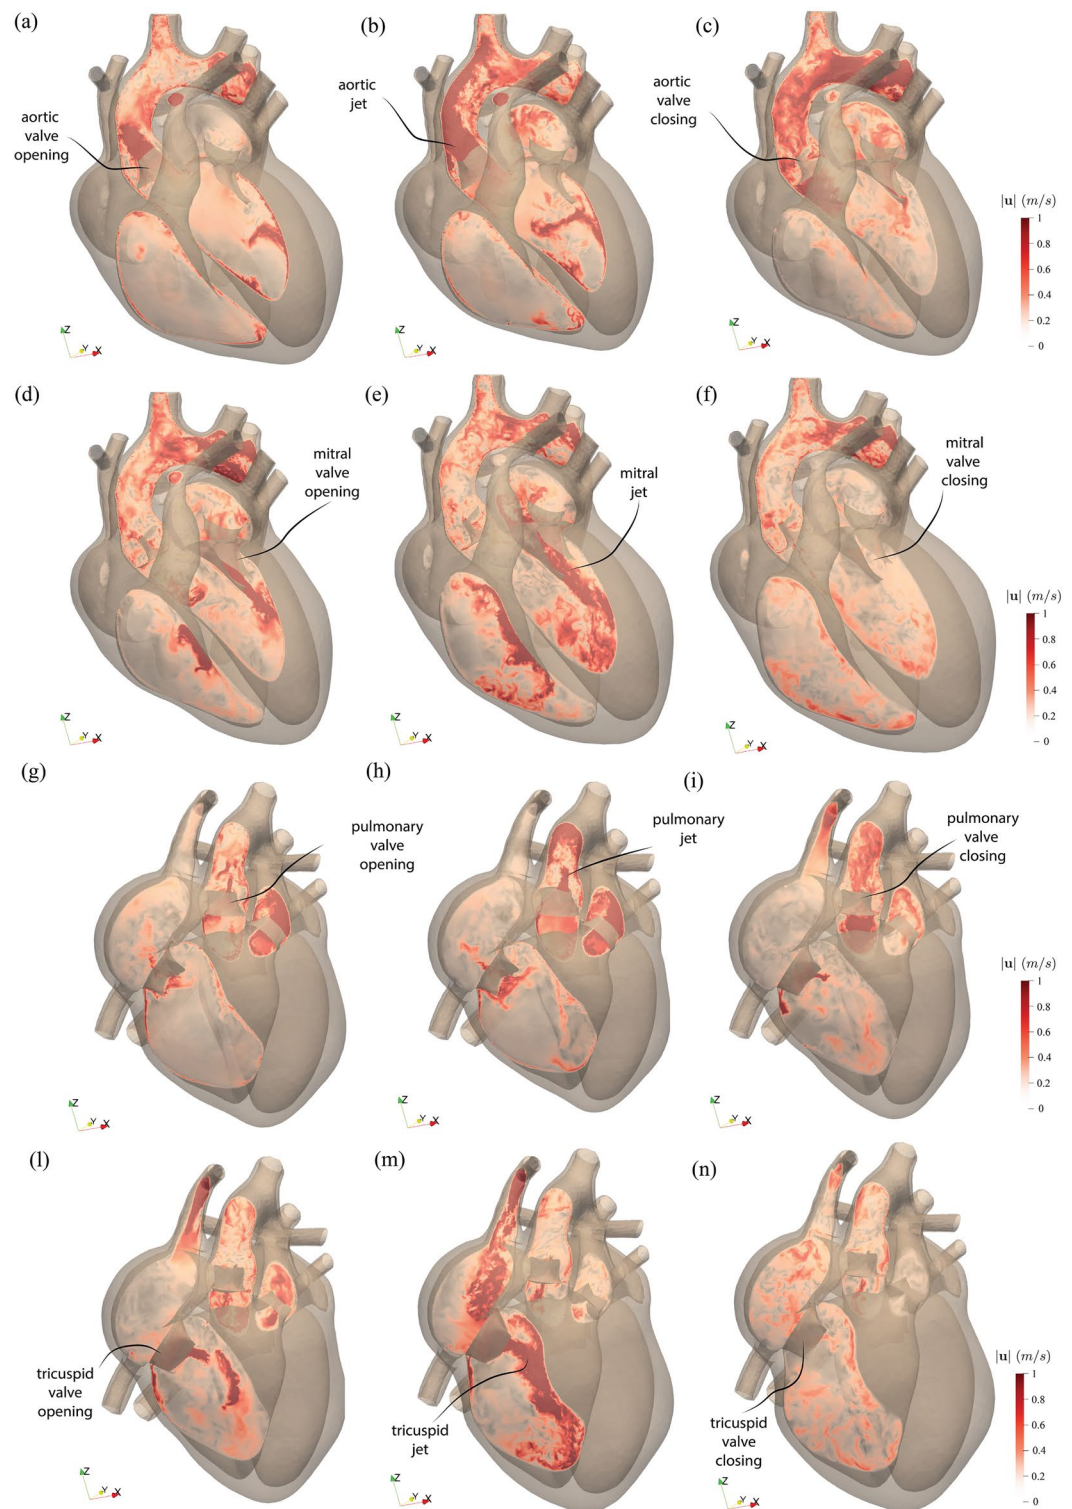 (a)
aortic
valve
opening
Z
Y
X
(b)
aortic
jet
Z
Y
X
(c)
aortic
valve
closing
Z
Y
X
|u| (m/s)
1
0.8
0.6
0.4
0.2
0
(d)
mitral
valve
opening
Z
Y
X
(e)
mitral
jet
Z
Y
X
(f)
mitral
valve
closing
Z
Y
X
|u| (m/s)
1
0.8
0.6
0.4
0.2
0
(g)
pulmonary
valve
opening
Z
Y
X
(h)
pulmonary
jet
Z
Y
X
(i)
pulmonary
valve
closing
Z
Y
X
|u| (m/s)
1
0.8
0.6
0.4
0.2
0
(l)
tricuspid
valve
opening
Z
Y
X
(m)
tricuspid
jet
Z
Y
X
(n)
tricuspid
valve
closing
Z
Y
X
|u| (m/s)
1
0.8
0.6
0.4
0.2
0